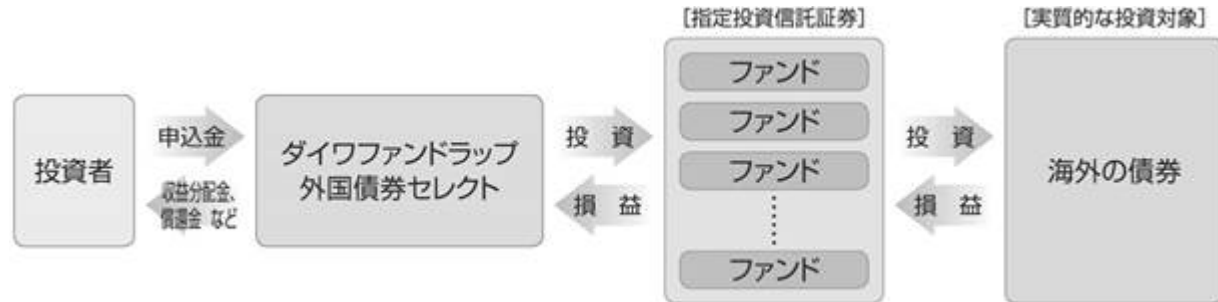 [指定投資信託証券]
[実質的な投資対象]
投資者
申込金
収益分配金、
償還金 など
ダイワファンドラップ
外国債券セレクト
投 資
損 益
ファンド
ファンド
ファンド
ファンド
投 資
損 益
海外の債券